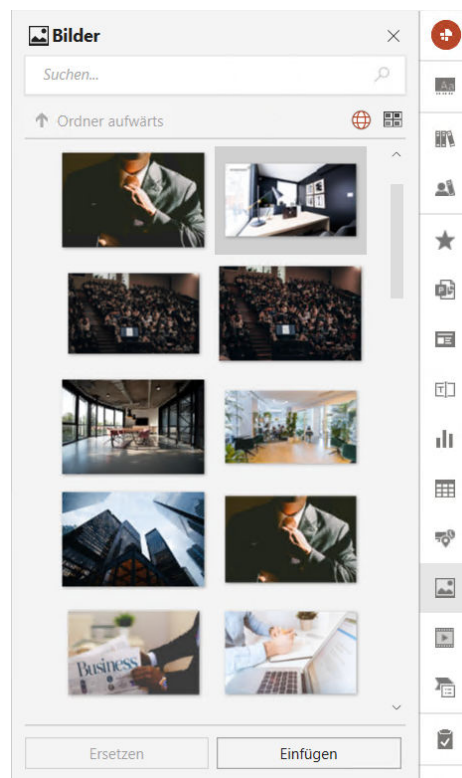 Bilder
Suchen...
Ordner aufwärts
Business
Ersetzen
Einfügen